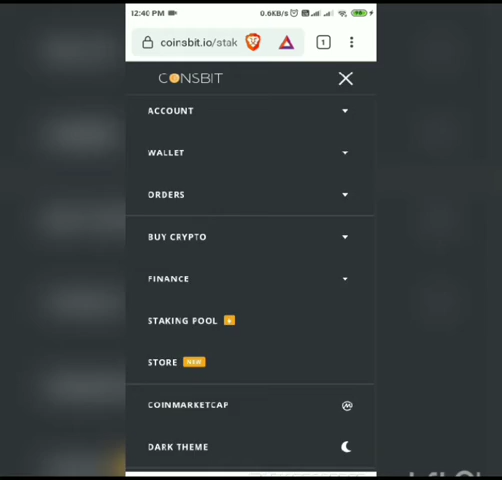 12:40 PM
0.6KB/s
coinsbit.io/stak
1
CONSBIT
ACCOUNT
WALLET
ORDERS
BUY CRYPTO
FINANCE
STAKING POOL
STORE NEW
COINMARKETCAP
DARK THEME